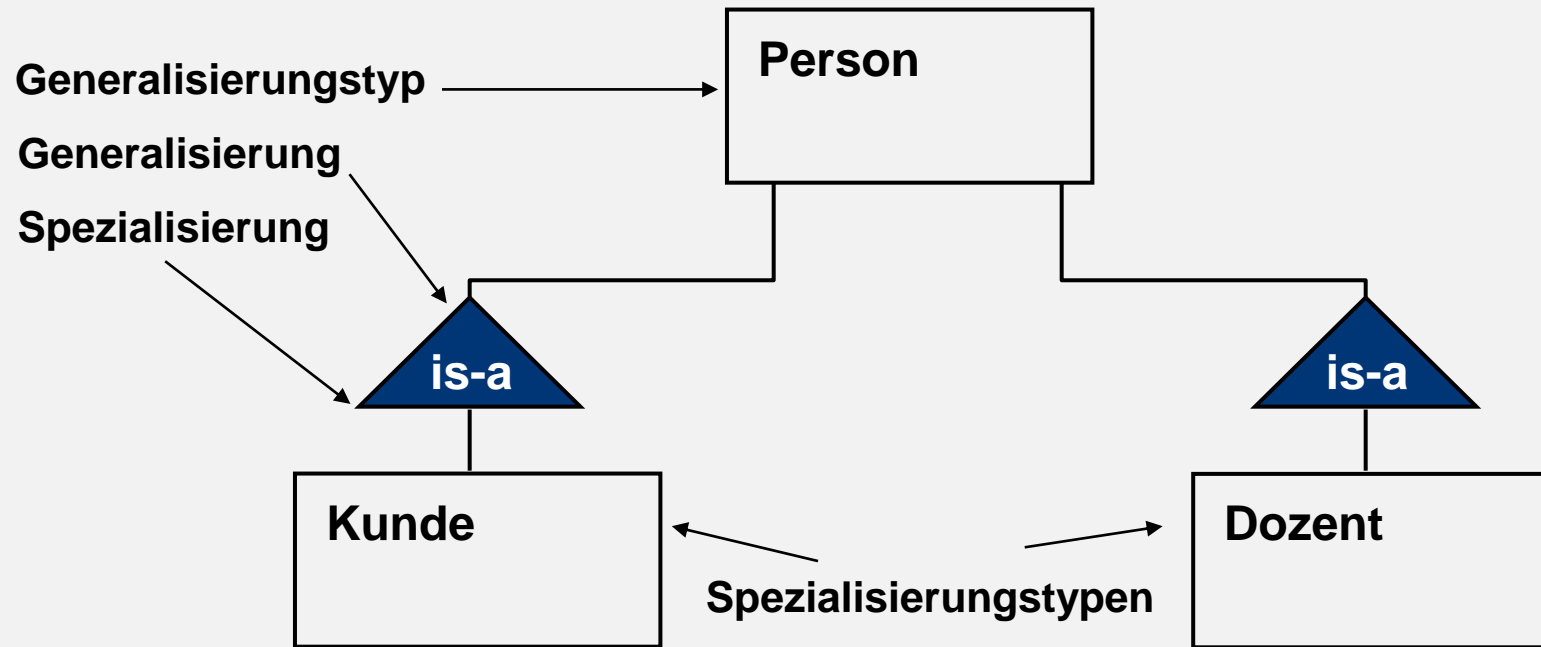 Person
Generalisierungstyp
Generalisierung
Spezialisierung
is-a
is-a
Kunde
Dozent
Spezialisierungstypen